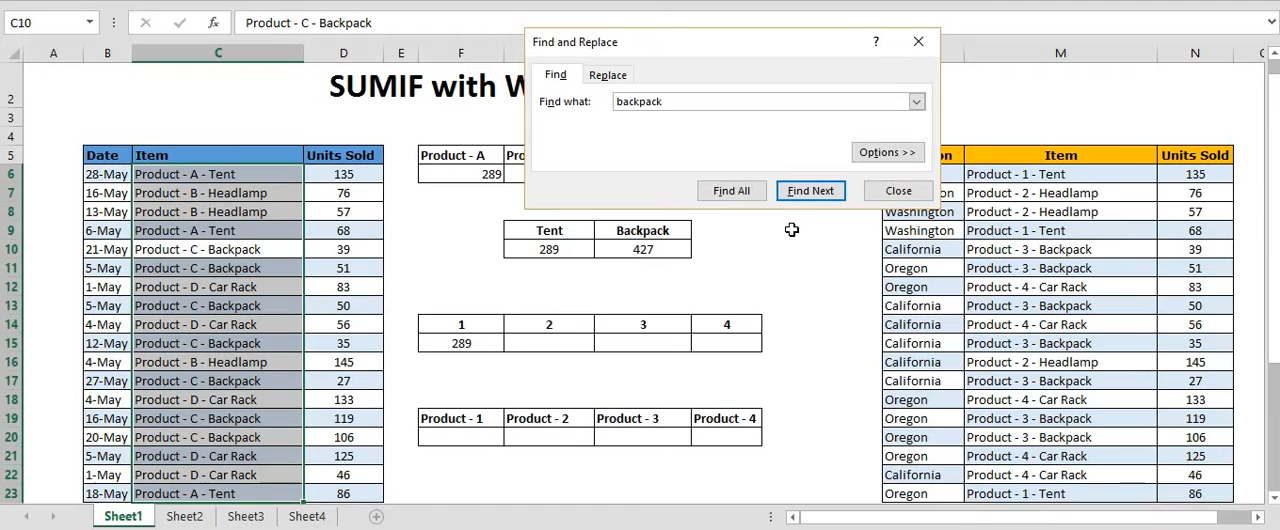 C10 fx Product - C - Backpack
A B C D E F M N
Find and Replace ?
Find Replace
Find what: backpack
Options >>
Find All Find Next Close
2 SUMIF with W
3
4
5 Date Item Units Sold Product - A Item Units Sold
6 28-May Product - A - Tent 135 289 Product - 1 - Tent 135
7 16-May Product - B - Headlamp 76 Product - 2 - Headlamp 76
8 13-May Product - B - Headlamp 57 Washington Product - 2 - Headlamp 57
9 6-May Product - A - Tent 68 Tent Backpack Washington Product - 1 - Tent 68
10 21-May Product - C - Backpack 39 289 427 California Product - 3 - Backpack 39
11 5-May Product - C - Backpack 51 Oregon Product - 3 - Backpack 51
12 1-May Product - D - Car Rack 83 Oregon Product - 4 - Car Rack 83
13 5-May Product - C - Backpack 50 California Product - 3 - Backpack 50
14 4-May Product - D - Car Rack 56 1 2 3 4 California Product - 4 - Car Rack 56
15 12-May Product - C - Backpack 35 289 California Product - 3 - Backpack 35
16 4-May Product - B - Headlamp 145 California Product - 2 - Headlamp 145
17 27-May Product - C - Backpack 27 California Product - 3 - Backpack 27
18 4-May Product - D - Car Rack 133 Oregon Product - 4 - Car Rack 133
19 16-May Product - C - Backpack 119 Product - 1 Product - 2 Product - 3 Product - 4 Oregon Product - 3 - Backpack 119
20 20-May Product - C - Backpack 106 Oregon Product - 3 - Backpack 106
21 5-May Product - D - Car Rack 125 Oregon Product - 4 - Car Rack 125
22 1-May Product - D - Car Rack 46 California Product - 4 - Car Rack 46
23 18-May Product - A - Tent 86 Oregon Product - 1 - Tent 86
Sheet1 Sheet2 Sheet3 Sheet4